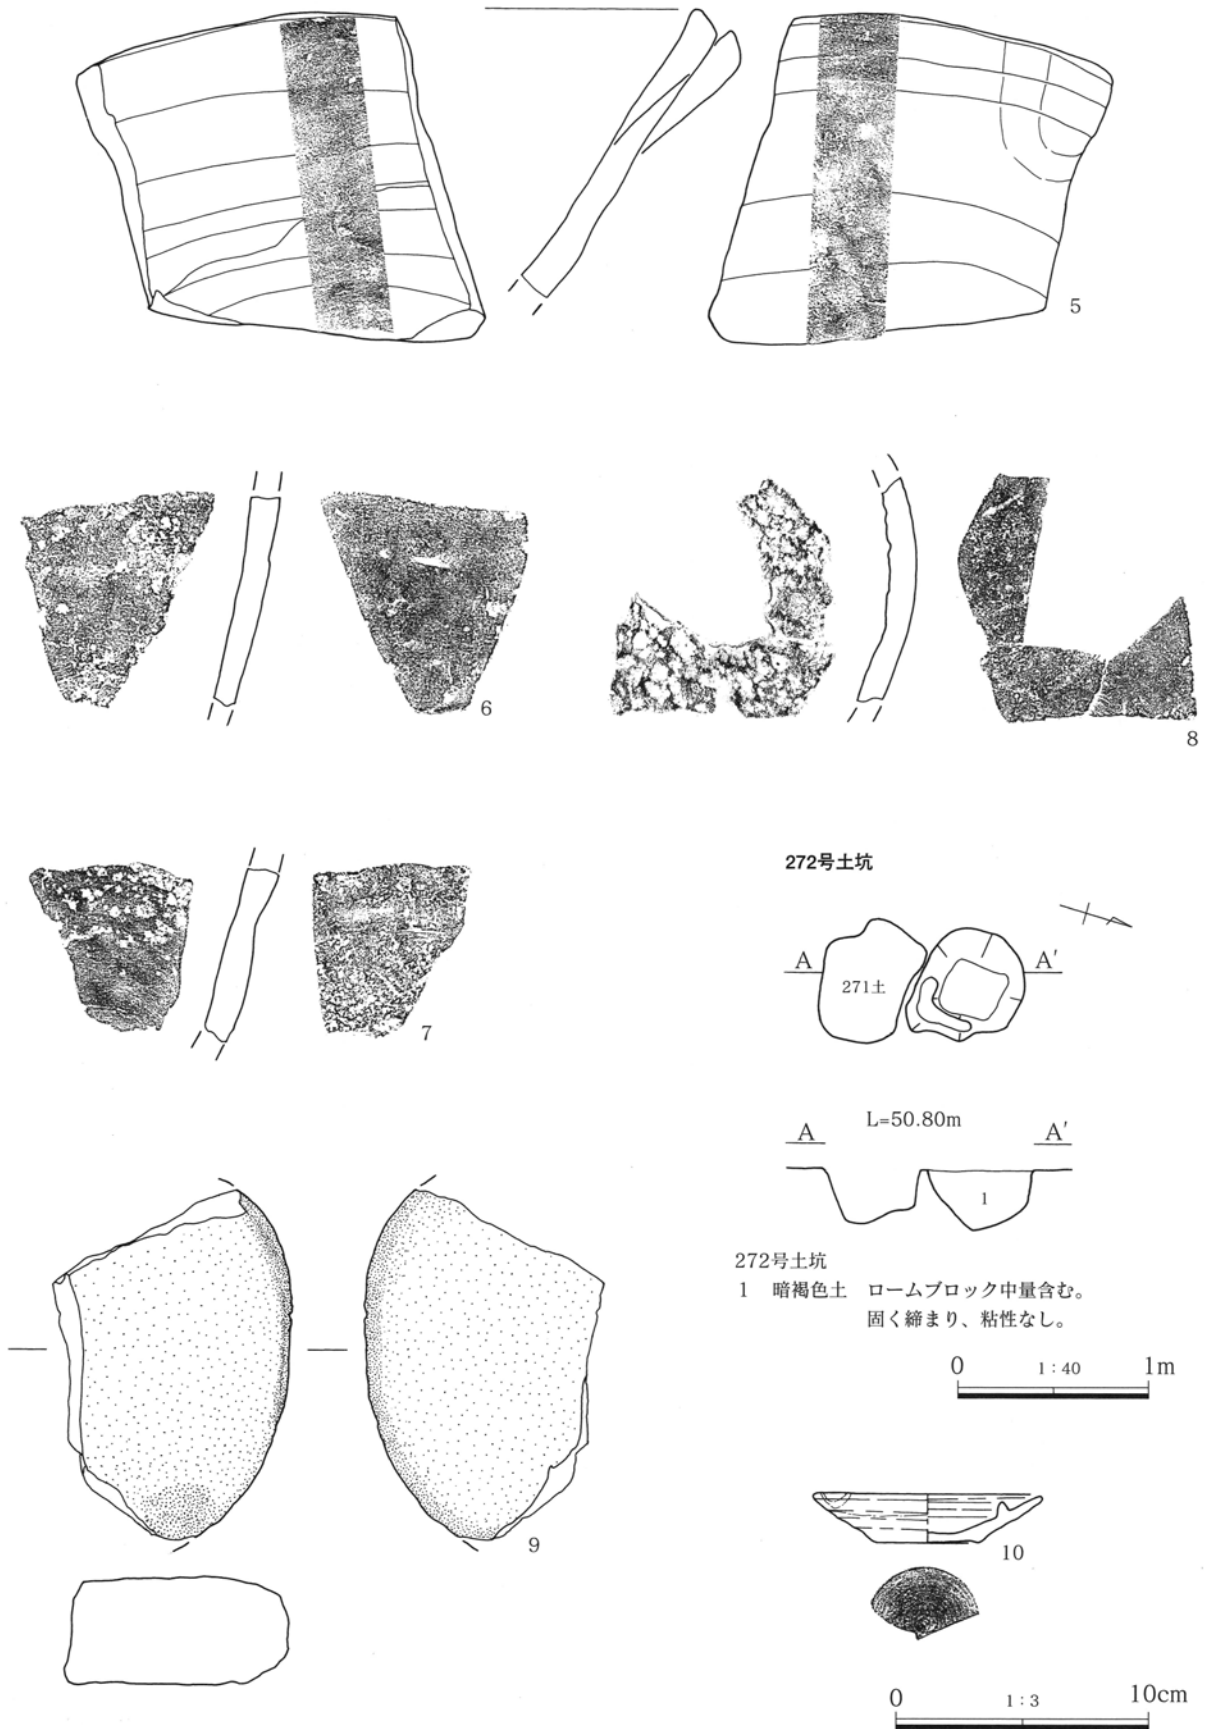 5
6
8
7
272号土坑
A
271土
A'
L=50.80m
A
A'
1
272号土坑
1 暗褐色土 ロームブロック中量含む。
固く締まり、粘性なし。
0 1:40 1m
9
10
0 1:3 10cm